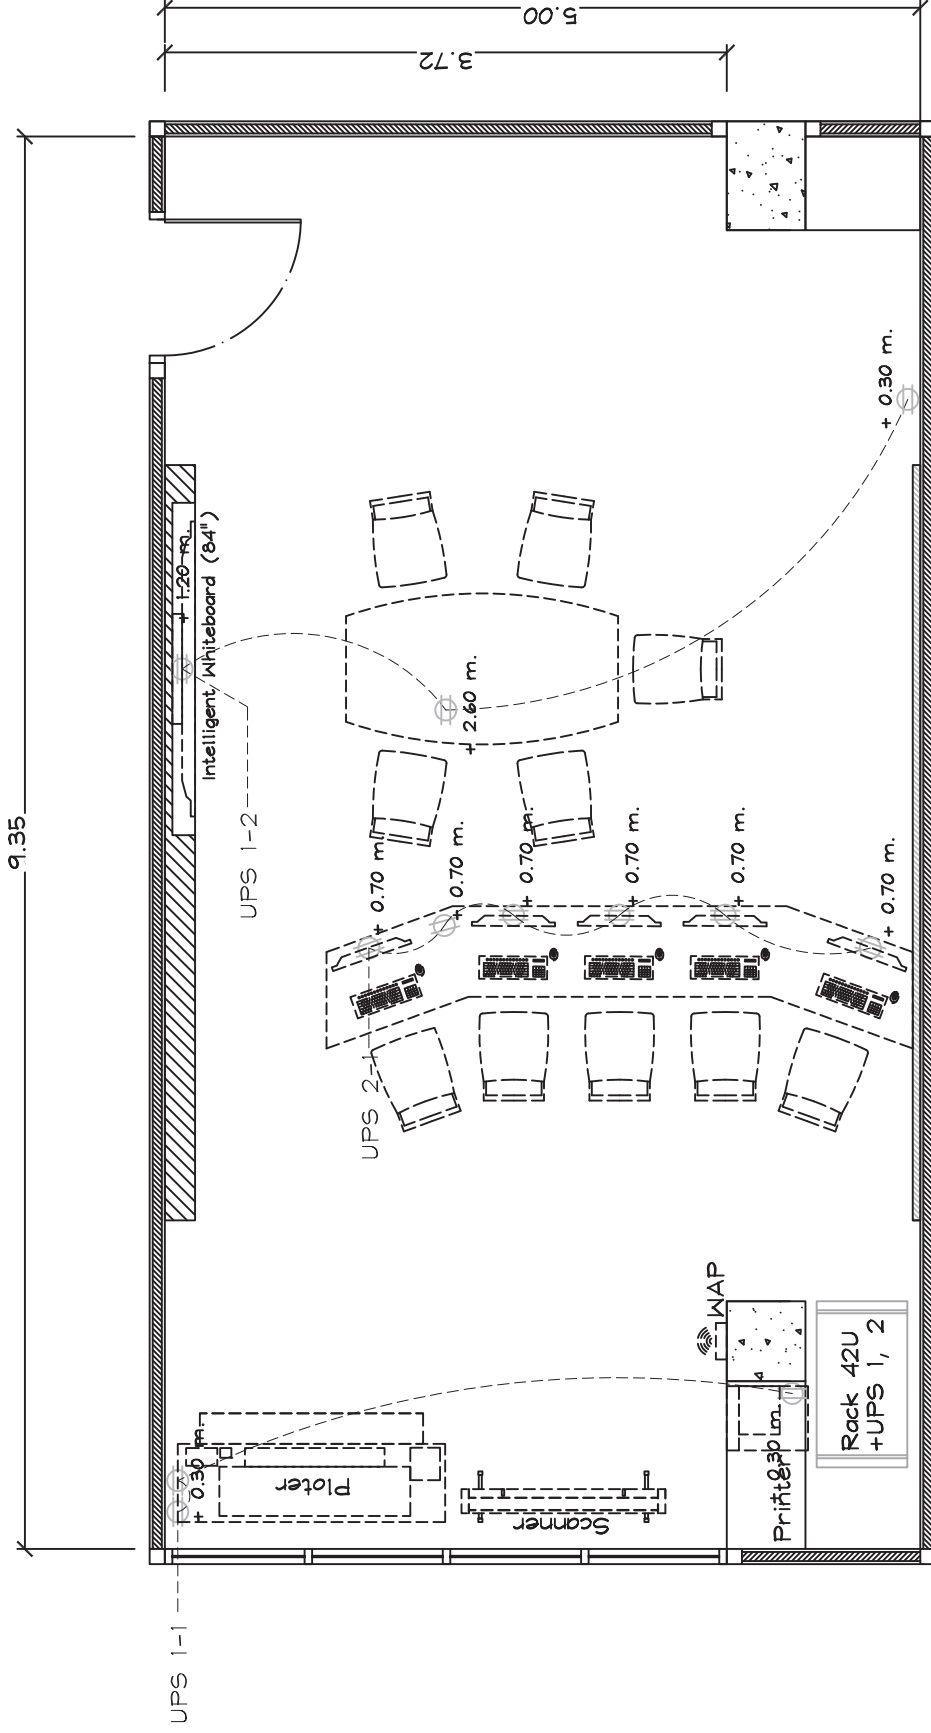 5.00
3.72
9.35
+ 0.30 m.
+ 1.20 m.
Intelligent Whiteboard (84")
+ 2.60 m.
UPS 1-2
+ 0.70 m.
+ 0.70 m.
+ 0.70 m.
+ 0.70 m.
+ 0.70 m.
+ 0.70 m.
UPS 2-1
WAP
Rack 42U
+UPS 1, 2
+ 0.30 m.
Printer
+ 0.30 m.
Ploter
Scanner
UPS 1-1